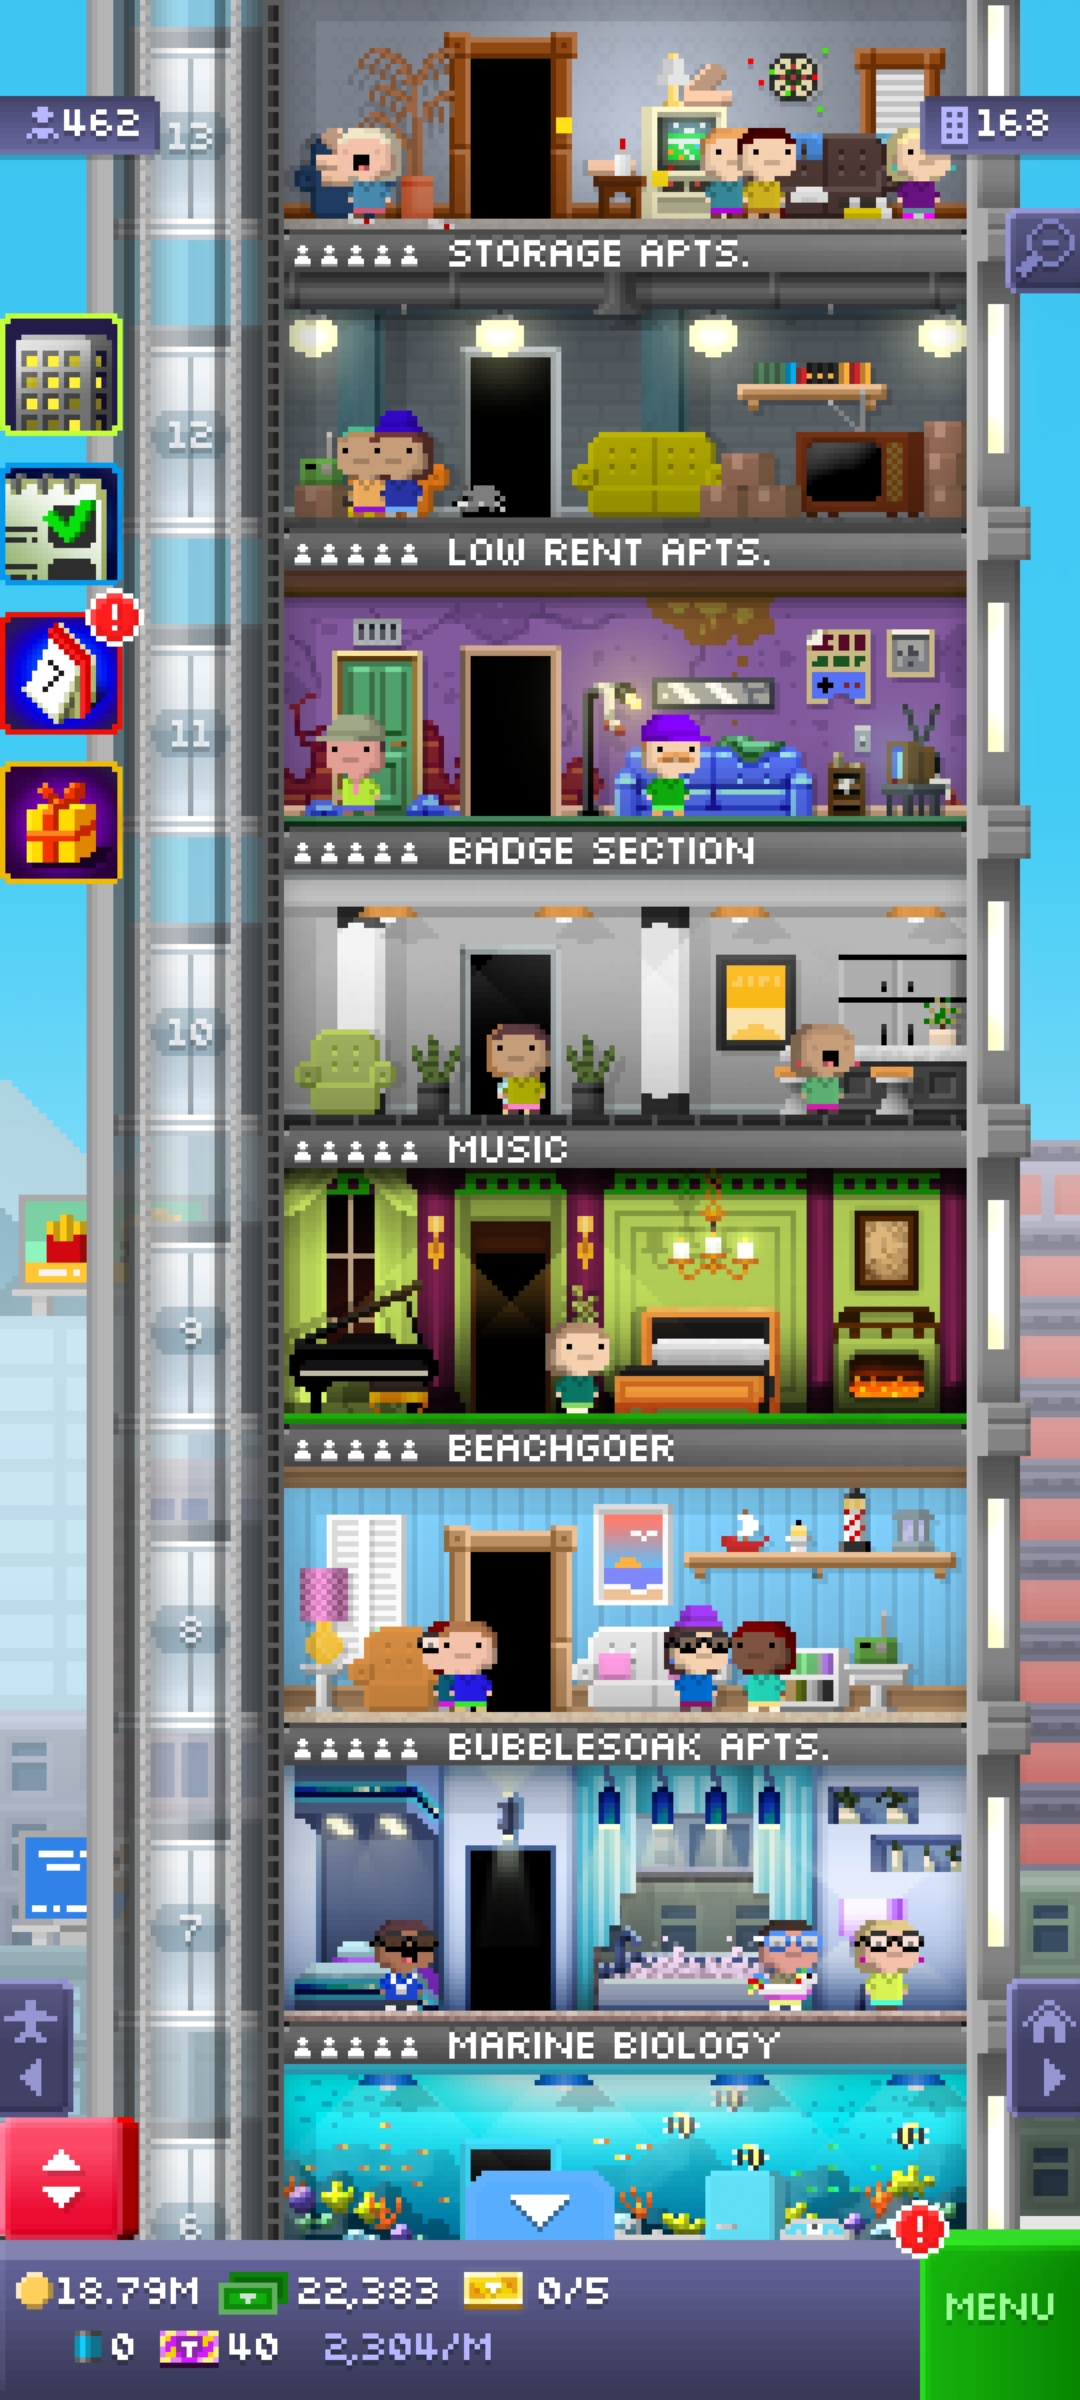 462
168
13
STORAGE APTS.
12
LOW RENT APTS.
11
BADGE SECTION
10
MUSIC
9
BEACHGOER
8
BUBBLESOAK APTS.
7
MARINE BIOLOGY
6
18.79M 22,383 0/5
0 T 40 2,304/M
MENU